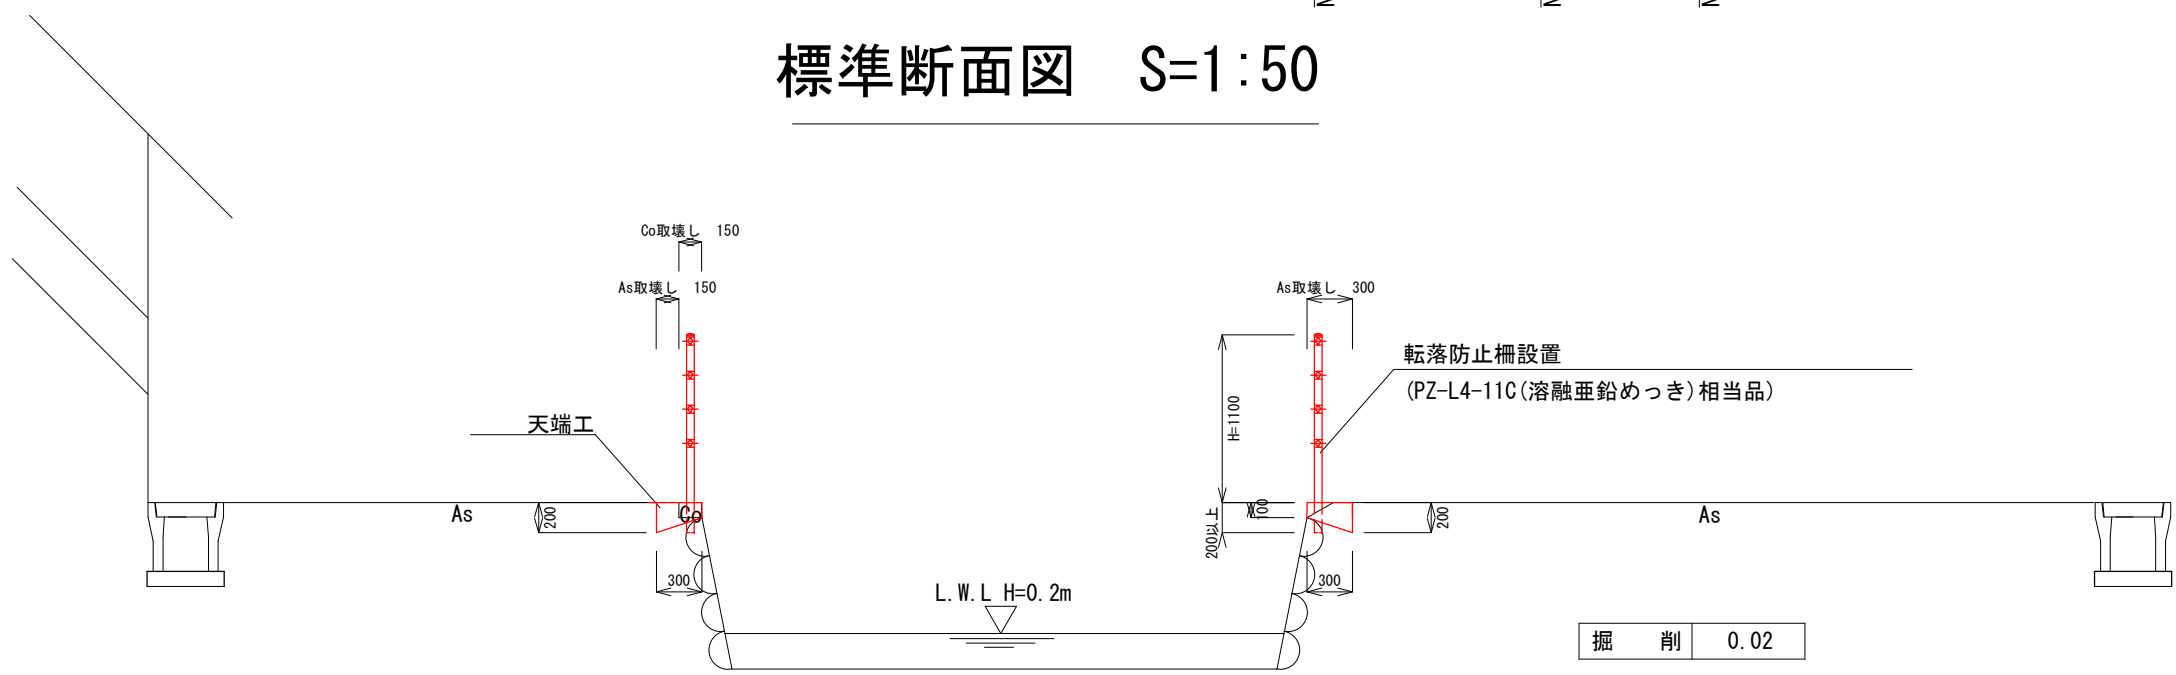 N N N
標準断面図 S=1:50
Co取壊し 150
As取壊し 150
As取壊し 300
転落防止柵設置
(PZ-L4-11C(溶融亜鉛めっき)相当品)
H=1100
天端工
As
200
Co
100
200以上
200
As
300
300
L.W.L H=0.2m
掘 削 0.02